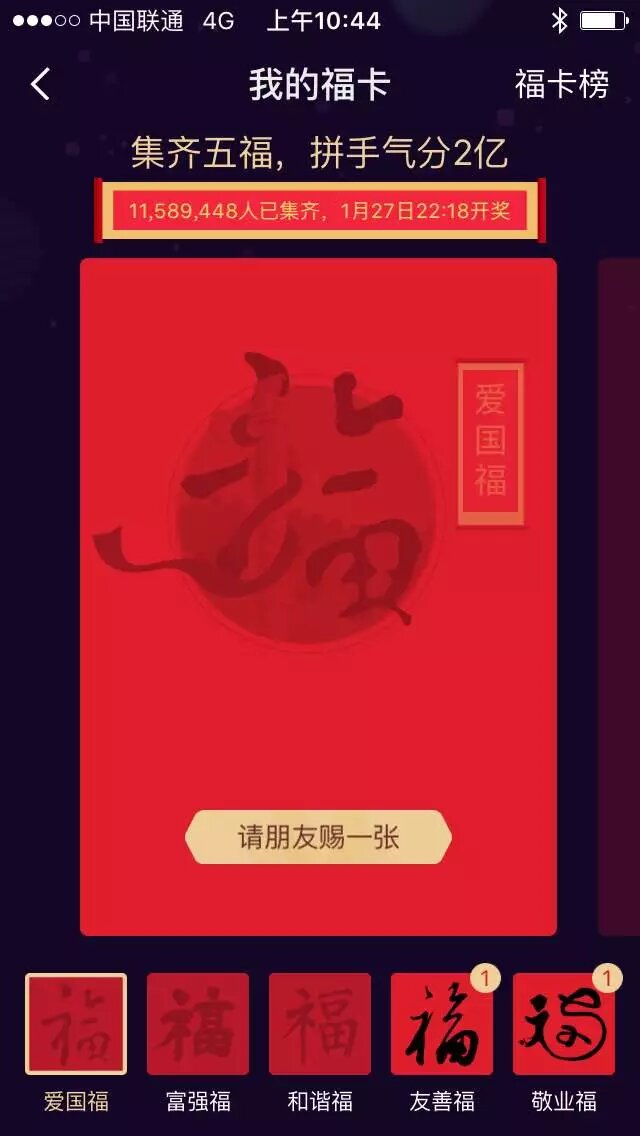 中国联通 4G 上午10:44
我的福卡 福卡榜
集齐五福，拼手气分2亿
11,589,448人已集齐，1月27日22:18开奖
福
爱国福
请朋友赐一张
福 福 福 福 1 福 1
爱国福 富强福 和谐福 友善福 敬业福